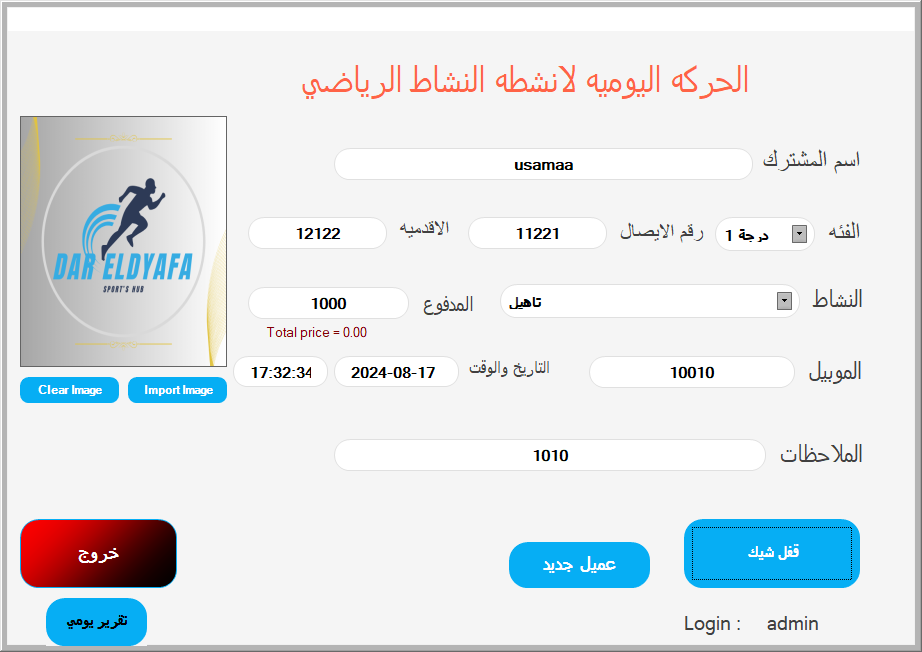 الحركه اليوميه لانشطه النشاط الرياضي
اسم المشترك usamaa
الفئه درجة 1 رقم الايصال 11221 الاقدميه 12122
النشاط تاهيل المدفوع 1000
Total price = 0.00
الموبيل 10010 التاريخ والوقت 2024-08-17 17:32:34
DAR ELDYAFA
SPORT'S HUB
Clear Image Import Image
الملاحظات 1010
قفل شيك
عميل جديد
خروج
تقرير يومي
Login : admin